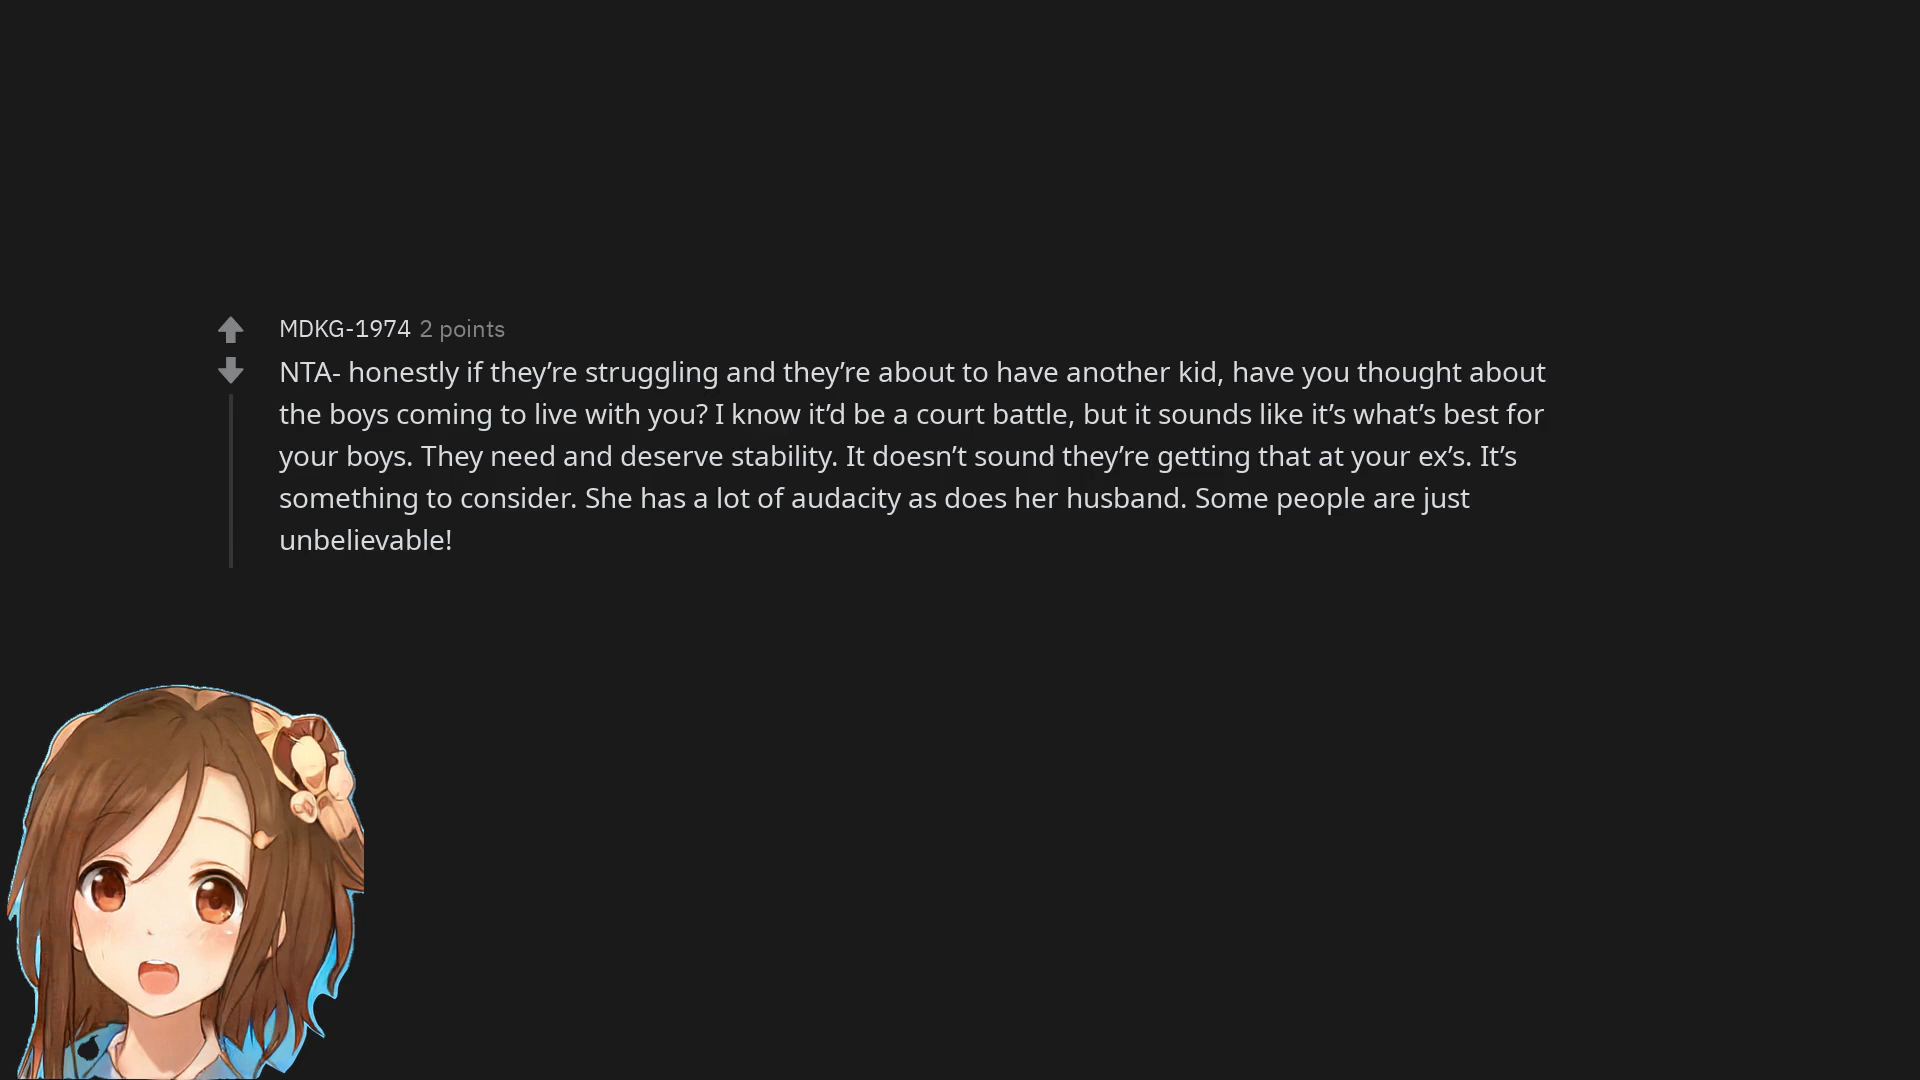 MDKG-1974 2 points
NTA- honestly if they’re struggling and they’re about to have another kid, have you thought about
the boys coming to live with you? I know it’d be a court battle, but it sounds like it’s what’s best for
your boys. They need and deserve stability. It doesn’t sound they’re getting that at your ex’s. It’s
something to consider. She has a lot of audacity as does her husband. Some people are just
unbelievable!